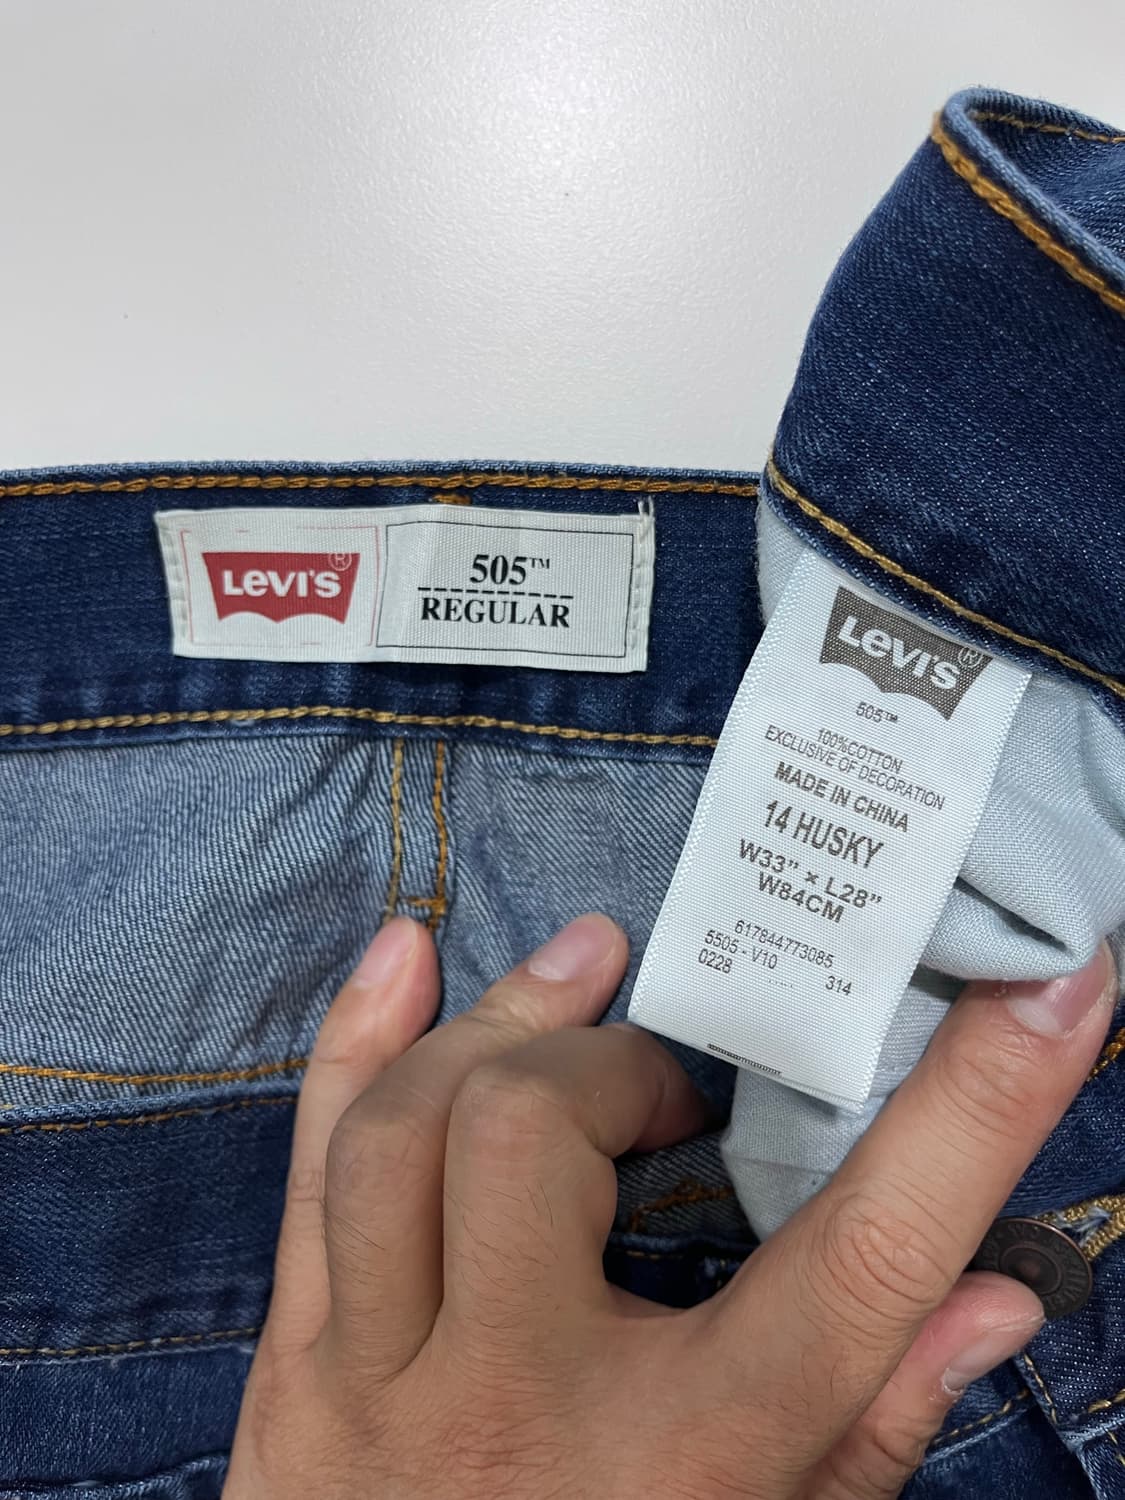 LEVI'S®
505™
REGULAR
LEVI'S®
505™
100%COTTON
EXCLUSIVE OF DECORATION
MADE IN CHINA
14 HUSKY
W33" × L28"
W84CM
617844773085
5505 - V10
0228 314